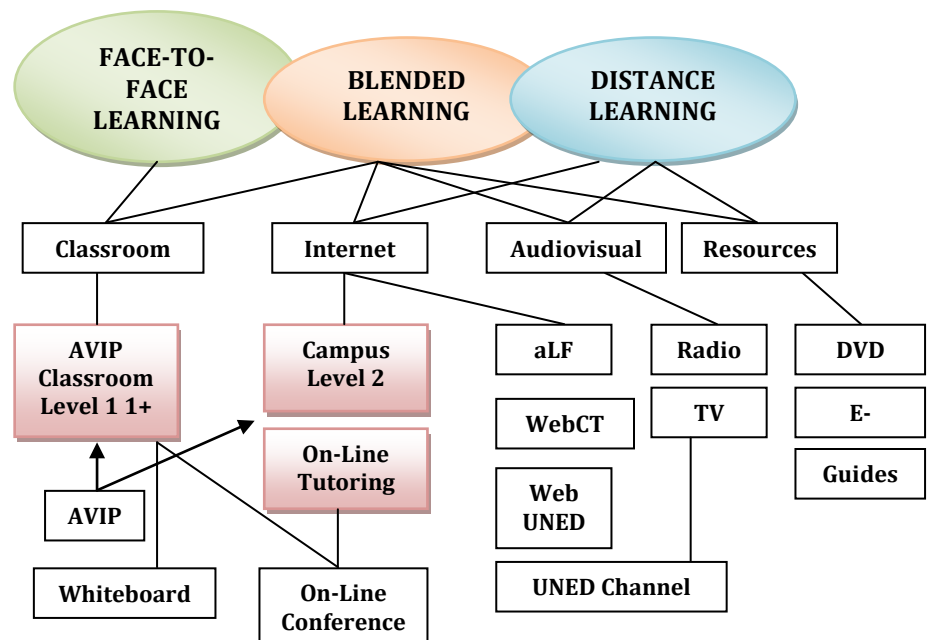 FACE-TO-
FACE
LEARNING
BLENDED
LEARNING
DISTANCE
LEARNING
Classroom
Internet
Audiovisual
Resources
AVIP
Classroom
Level 1 1+
Campus
Level 2
aLF
Radio
DVD
WebCT
TV
E-
On-Line
Tutoring
Guides
Web
UNED
AVIP
Whiteboard
On-Line
Conference
UNED Channel